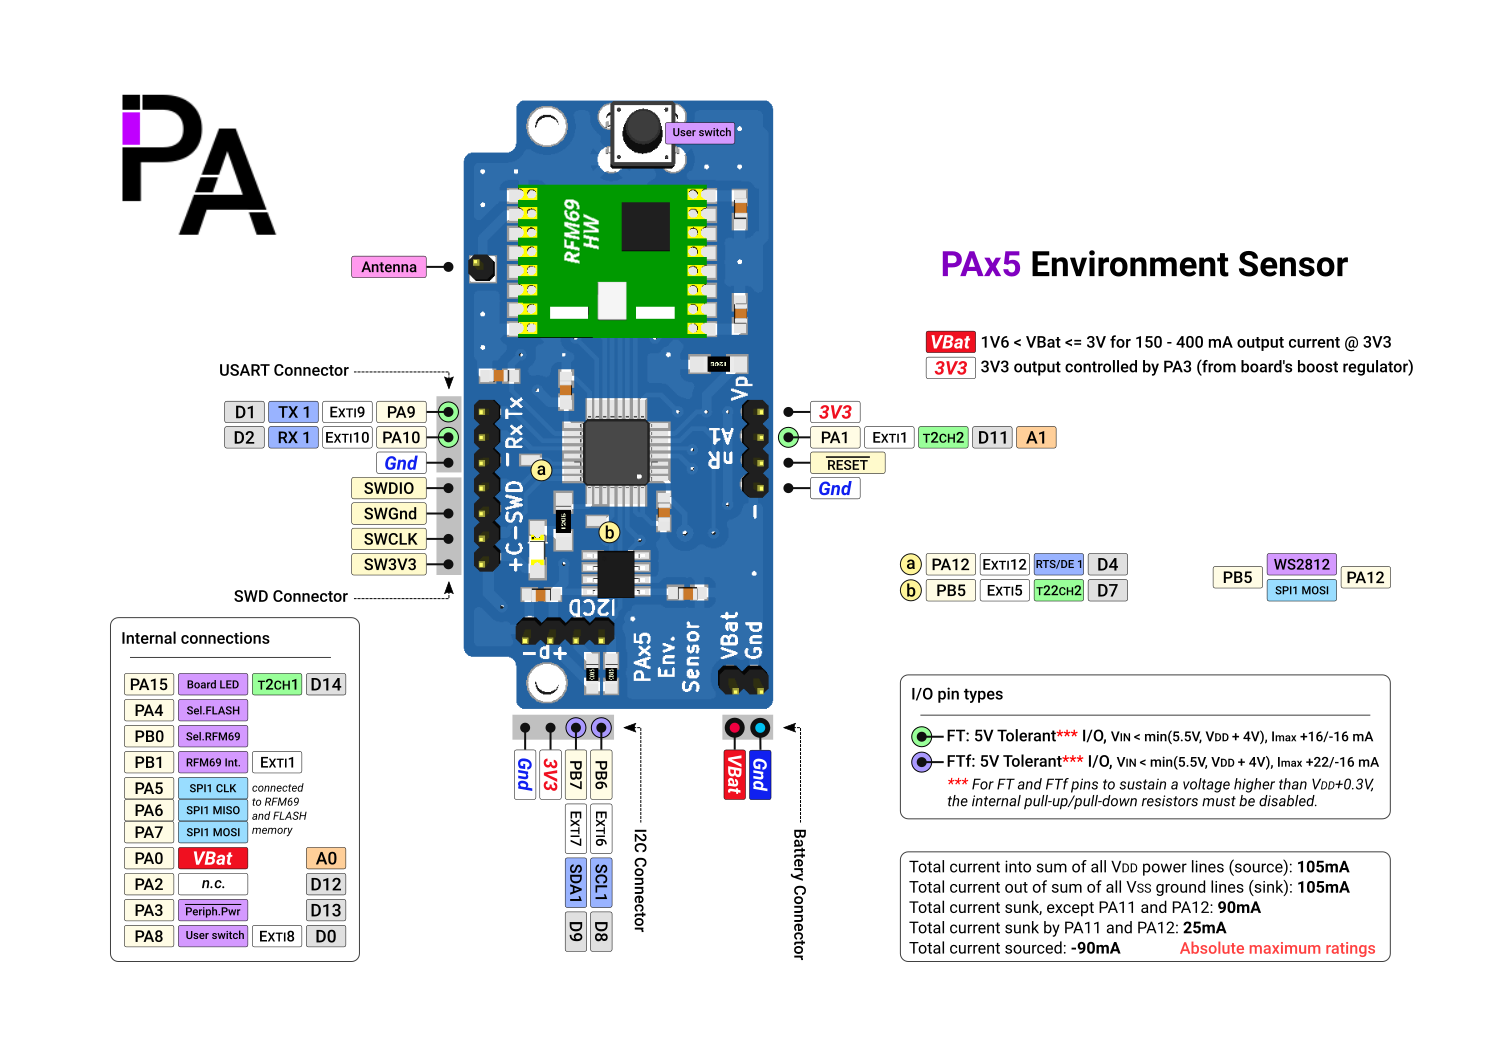 PA
User switch
RFM69
HW
Antenna
PAx5 Environment Sensor
VBat 1V6 < VBat <= 3V for 150 - 400 mA output current @ 3V3
3V3 3V3 output controlled by PA3 (from board's boost regulator)
USART Connector
D1 TX 1 EXTI9 PA9
D2 RX 1 EXTI10 PA10
Gnd
SWDIO
SWGnd
SWCLK
SW3V3
SWD Connector
Tx
Rx
–
SWD
–
C
+
Vp
A1
nR
-
1206
1206
a
b
3V3
PA1 EXTI1 T2CH2 D11 A1
RESET
Gnd
a PA12 EXTI12 RTS/DE 1 D4
b PB5 EXTI5 T22CH2 D7
PB5 WS2812 PA12
SPI1 MOSI
I2CD
-d+
PAx5
Env.
Sensor
VBat
Gnd
Internal connections
PA15 Board LED T2CH1 D14
PA4 Sel.FLASH
PB0 Sel.RFM69
PB1 RFM69 Int. EXTI1
PA5 SPI1 CLK connected
PA6 SPI1 MISO to RFM69
and FLASH
PA7 SPI1 MOSI memory
PA0 VBat A0
PA2 n.c. D12
PA3 Periph.Pwr D13
PA8 User switch EXTI8 D0
Gnd
3V3
PB7 EXTI7 SDA1 D9
PB6 EXTI6 SCL1 D8
I2C Connector
VBat
Gnd
Battery Connector
I/O pin types
FT: 5V Tolerant*** I/O, VIN < min(5.5V, VDD + 4V), Imax +16/-16 mA
FTf: 5V Tolerant*** I/O, VIN < min(5.5V, VDD + 4V), Imax +22/-16 mA
*** For FT and FTf pins to sustain a voltage higher than VDD+0.3V,
the internal pull-up/pull-down resistors must be disabled.
Total current into sum of all VDD power lines (source): 105mA
Total current out of sum of all VSS ground lines (sink): 105mA
Total current sunk, except PA11 and PA12: 90mA
Total current sunk by PA11 and PA12: 25mA
Total current sourced: -90mA Absolute maximum ratings